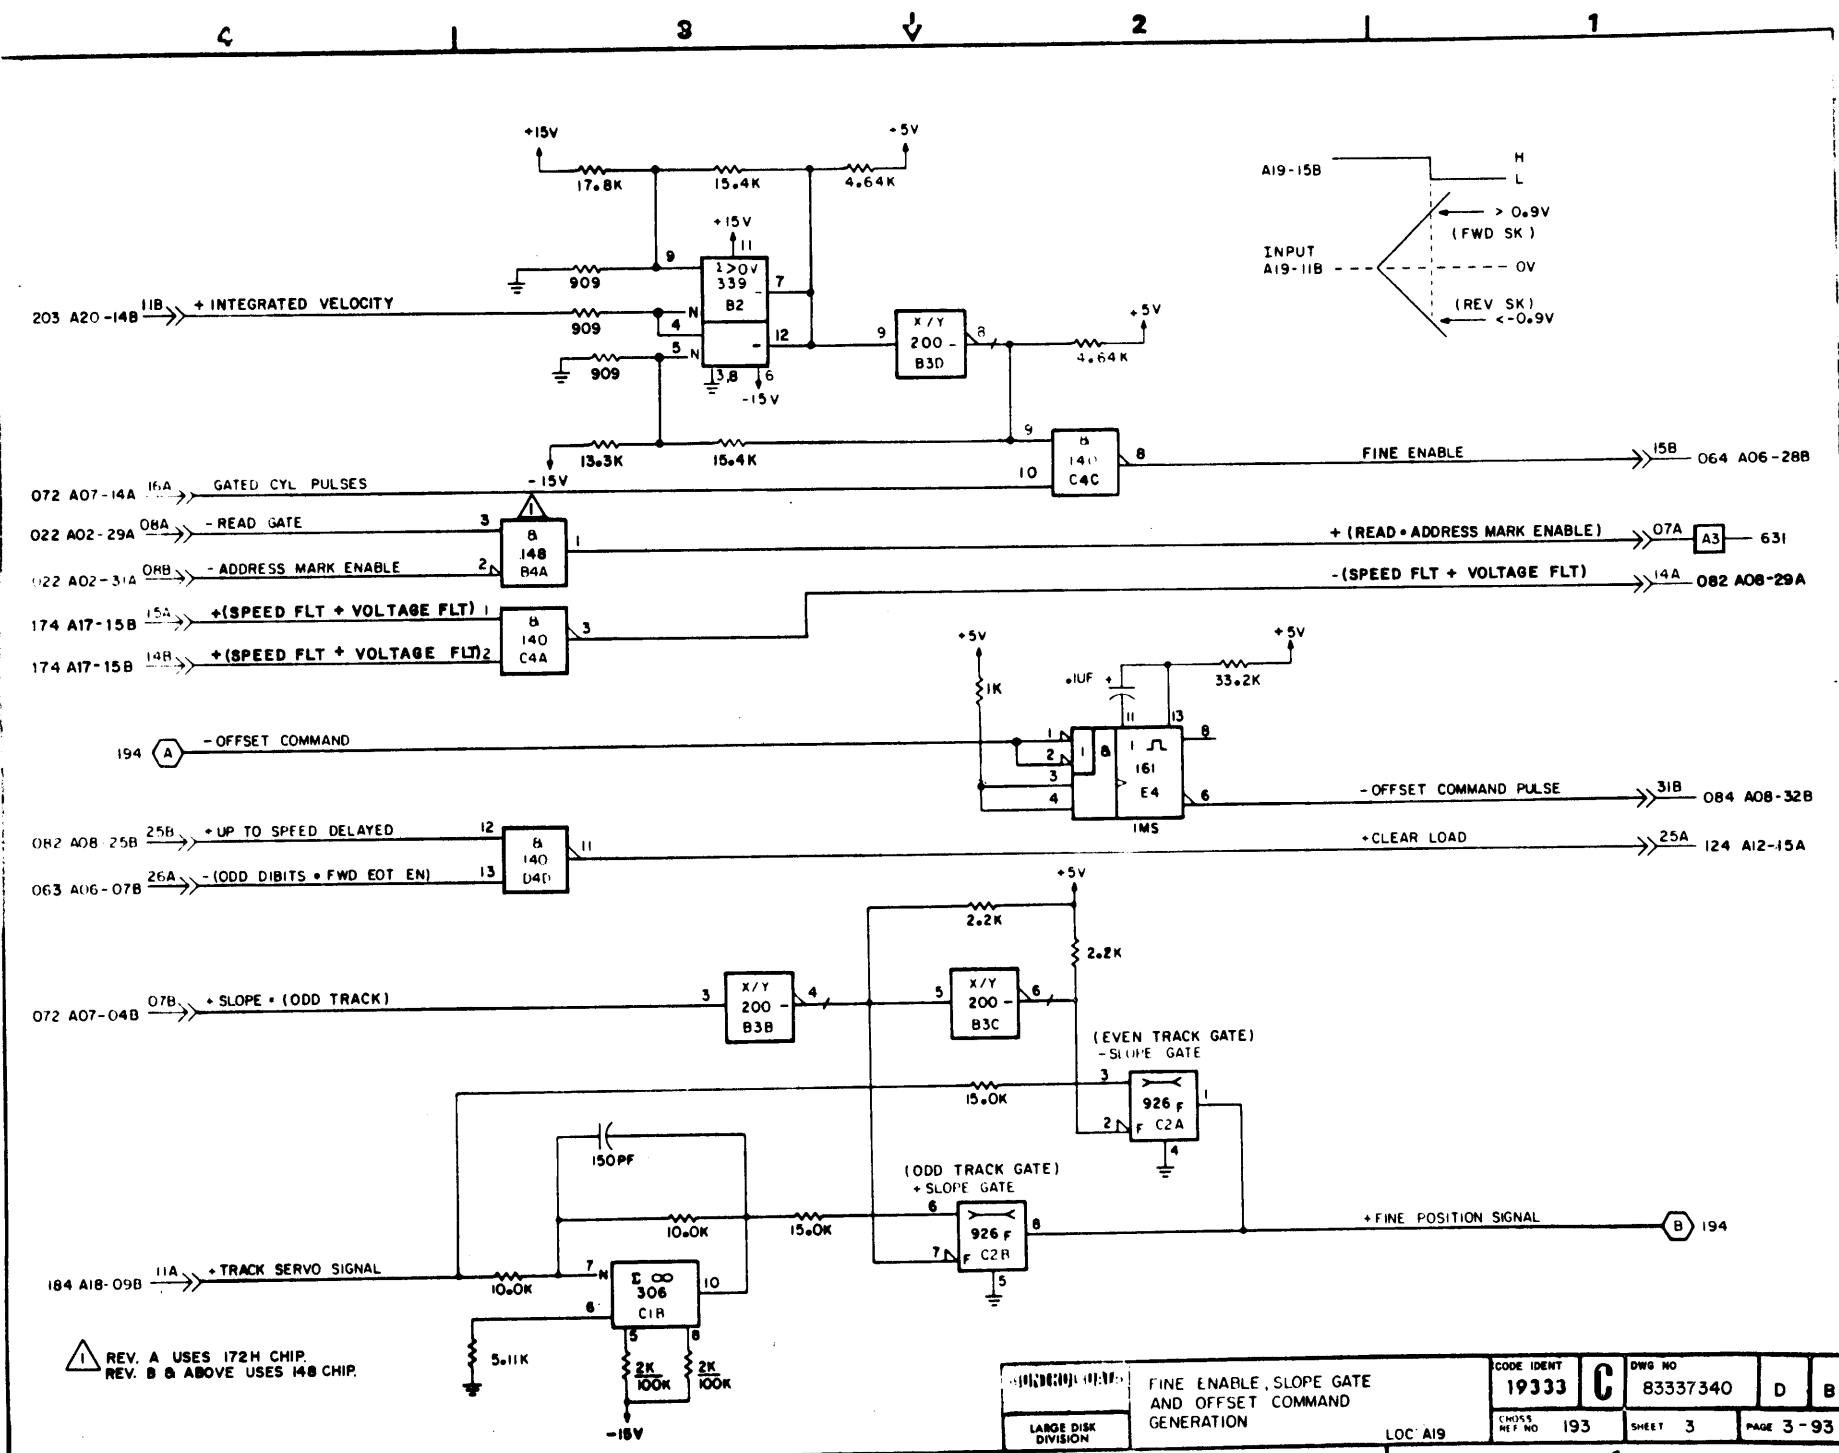 3
2
1
+15V
+5V
17.8K
15.4K
4.64K
A19-15B
H
L
> 0.9V
(FWD SK)
INPUT
A19-11B
0V
(REV SK)
<-0.9V
+15V
11
9
Σ>0V
339
B2
7
909
203 A20-14B
11B
+ INTEGRATED VELOCITY
909
N
4
12
5
N
909
3,8
6
-15V
9
X/Y
200
B3D
8
+5V
4.64K
13.3K
15.4K
-15V
9
10
&
140
C4C
8
FINE ENABLE
15B
064 A06-28B
072 A07-14A
16A
GATED CYL PULSES
1
022 A02-29A
08A
- READ GATE
3
&
148
B4A
1
+ (READ • ADDRESS MARK ENABLE)
07A
A3
631
022 A02-31A
08B
- ADDRESS MARK ENABLE
2
-(SPEED FLT + VOLTAGE FLT)
14A
082 A08-29A
174 A17-15B
15A
+(SPEED FLT + VOLTAGE FLT)
1
&
140
C4A
3
174 A17-15B
14B
+(SPEED FLT + VOLTAGE FLT)
2
+5V
1K
.1UF
+
+5V
33.2K
11
13
194
A
- OFFSET COMMAND
1
2
3
4
1
&
1
161
E4
8
6
1MS
- OFFSET COMMAND PULSE
31B
084 A08-32B
082 A08-25B
25B
+ UP TO SPEED DELAYED
12
&
140
D4D
11
+CLEAR LOAD
25A
124 A12-15A
063 A06-07B
26A
-(ODD DIBITS • FWD EOT EN)
13
+5V
2.2K
2.2K
072 A07-04B
07B
+ SLOPE • (ODD TRACK)
3
X/Y
200
B3B
4
5
X/Y
200
B3C
6
(EVEN TRACK GATE)
- SLOPE GATE
15.0K
3
2
F
926 F
C2A
1
4
150PF
(ODD TRACK GATE)
+ SLOPE GATE
10.0K
15.0K
6
7
F
926 F
C2B
8
5
+ FINE POSITION SIGNAL
B
194
184 A18-09B
11A
+ TRACK SERVO SIGNAL
10.0K
7
N
6
Σ ∞
306
C1B
10
5
8
5.11K
2K
100K
2K
100K
-15V
1
REV. A USES 172H CHIP.
REV. B & ABOVE USES 148 CHIP.
LARGE DISK
DIVISION
FINE ENABLE, SLOPE GATE
AND OFFSET COMMAND
GENERATION
LOC A19
CODE IDENT
19333
C
DWG NO
83337340
D
B
CROSS
REF NO
193
SHEET 3
PAGE 3-93